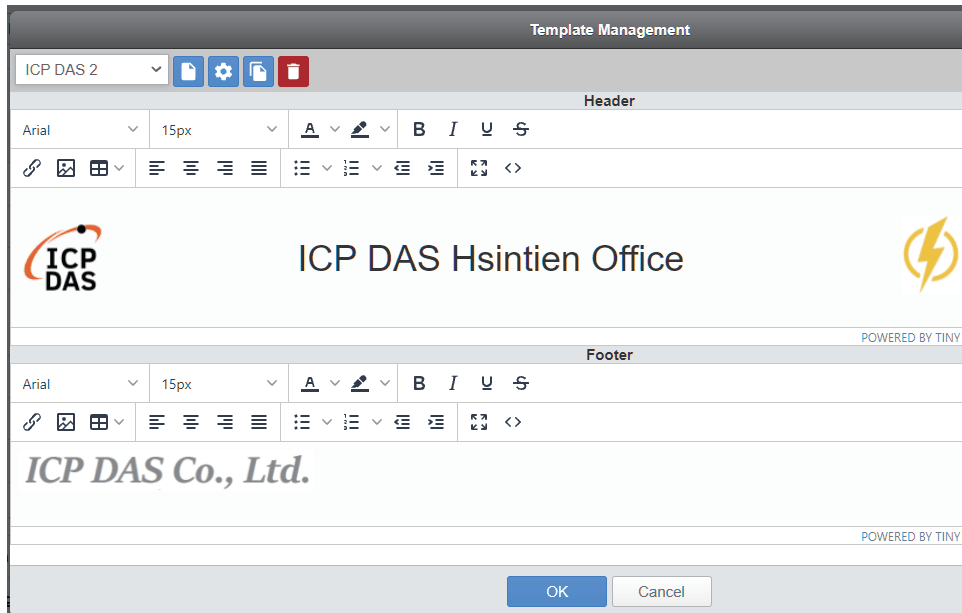 Template Management
ICP DAS 2
Header
Arial 15px A B I U S
ICP
DAS
ICP DAS Hsintien Office
POWERED BY TINY
Footer
Arial 15px A B I U S
ICP DAS Co., Ltd.
POWERED BY TINY
OK Cancel